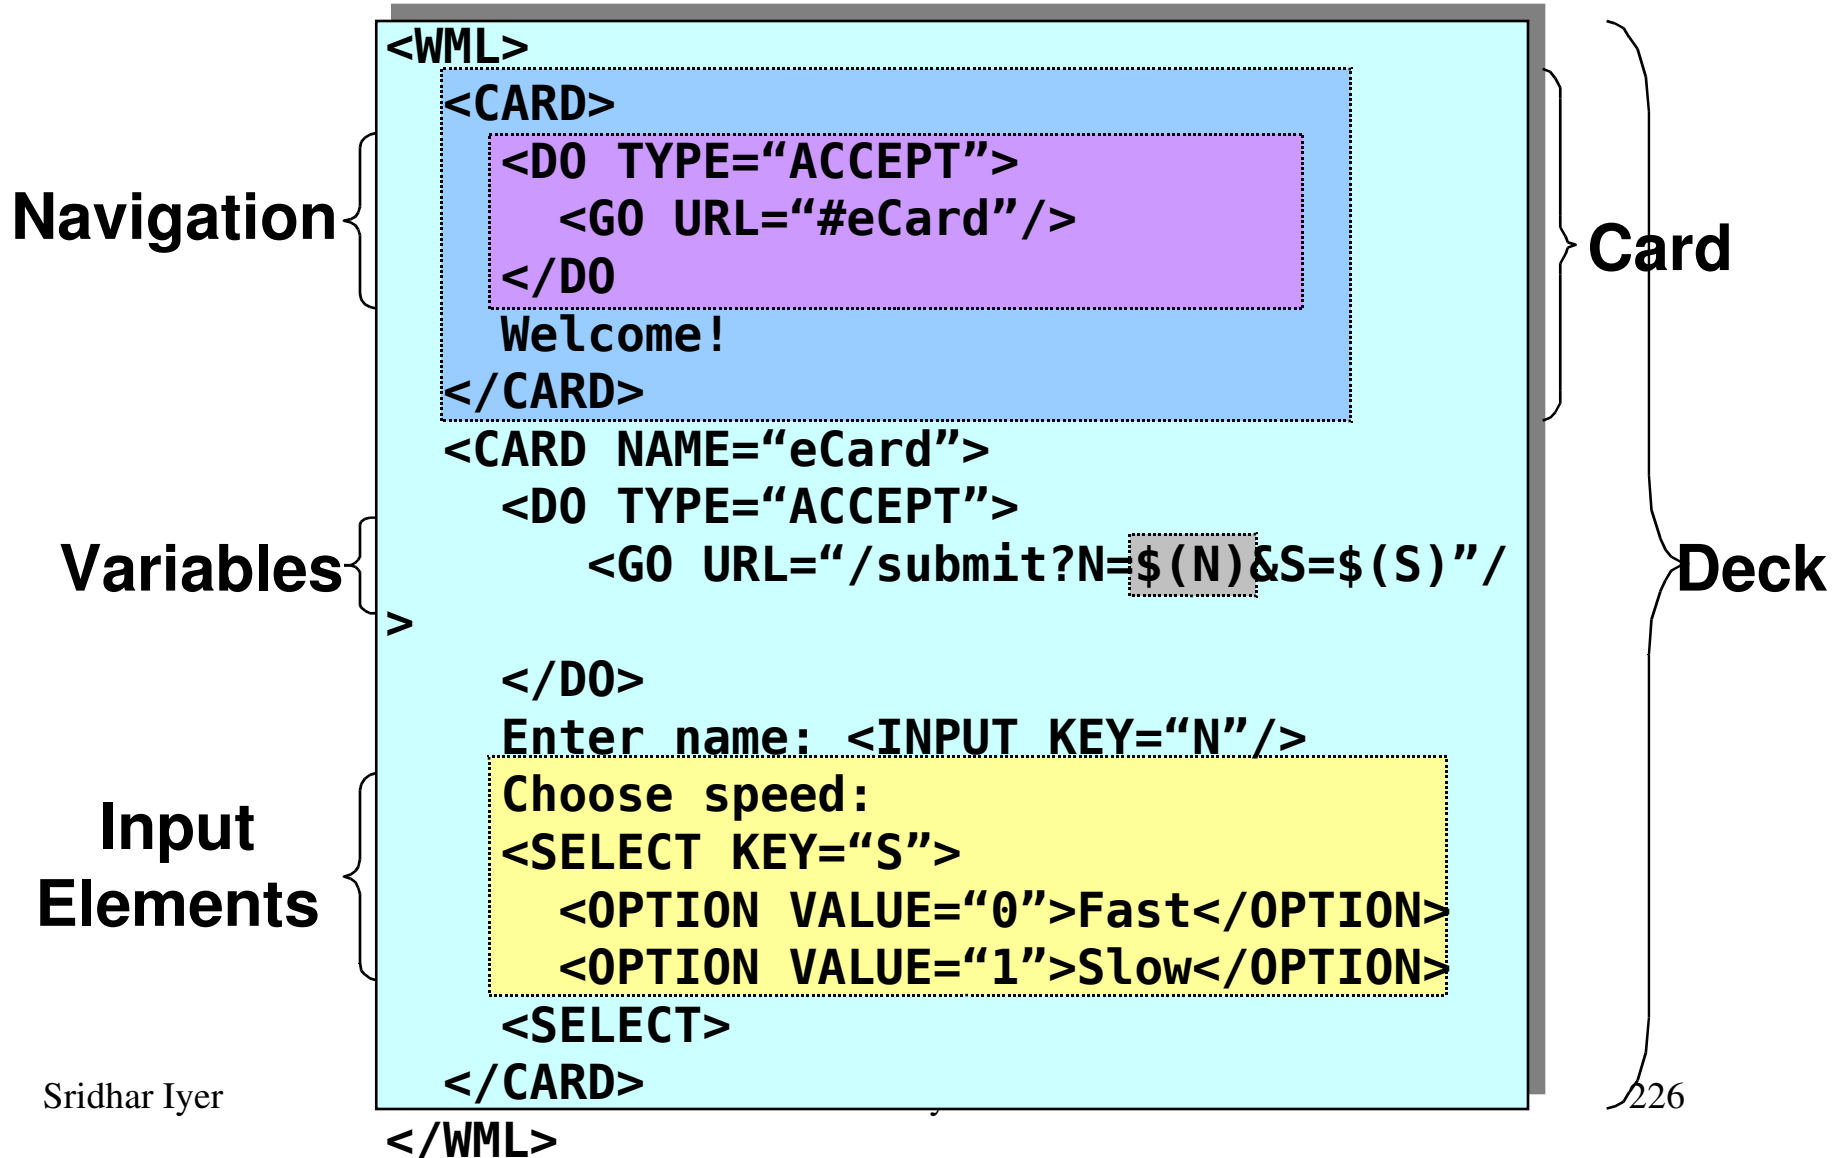 <WML>
<CARD>
<DO TYPE=“ACCEPT”>
<GO URL=“#eCard”/>
</DO
Welcome!
</CARD>
<CARD NAME=“eCard”>
<DO TYPE=“ACCEPT”>
<GO URL=“/submit?N=$(N)&S=$(S)”/
>
</DO>
Enter name: <INPUT KEY=“N”/>
Choose speed:
<SELECT KEY=“S”>
<OPTION VALUE=“0”>Fast</OPTION>
<OPTION VALUE=“1”>Slow</OPTION>
<SELECT>
</CARD>
</WML>
Navigation
Variables
Input
Elements
Card
Deck
Sridhar Iyer
226